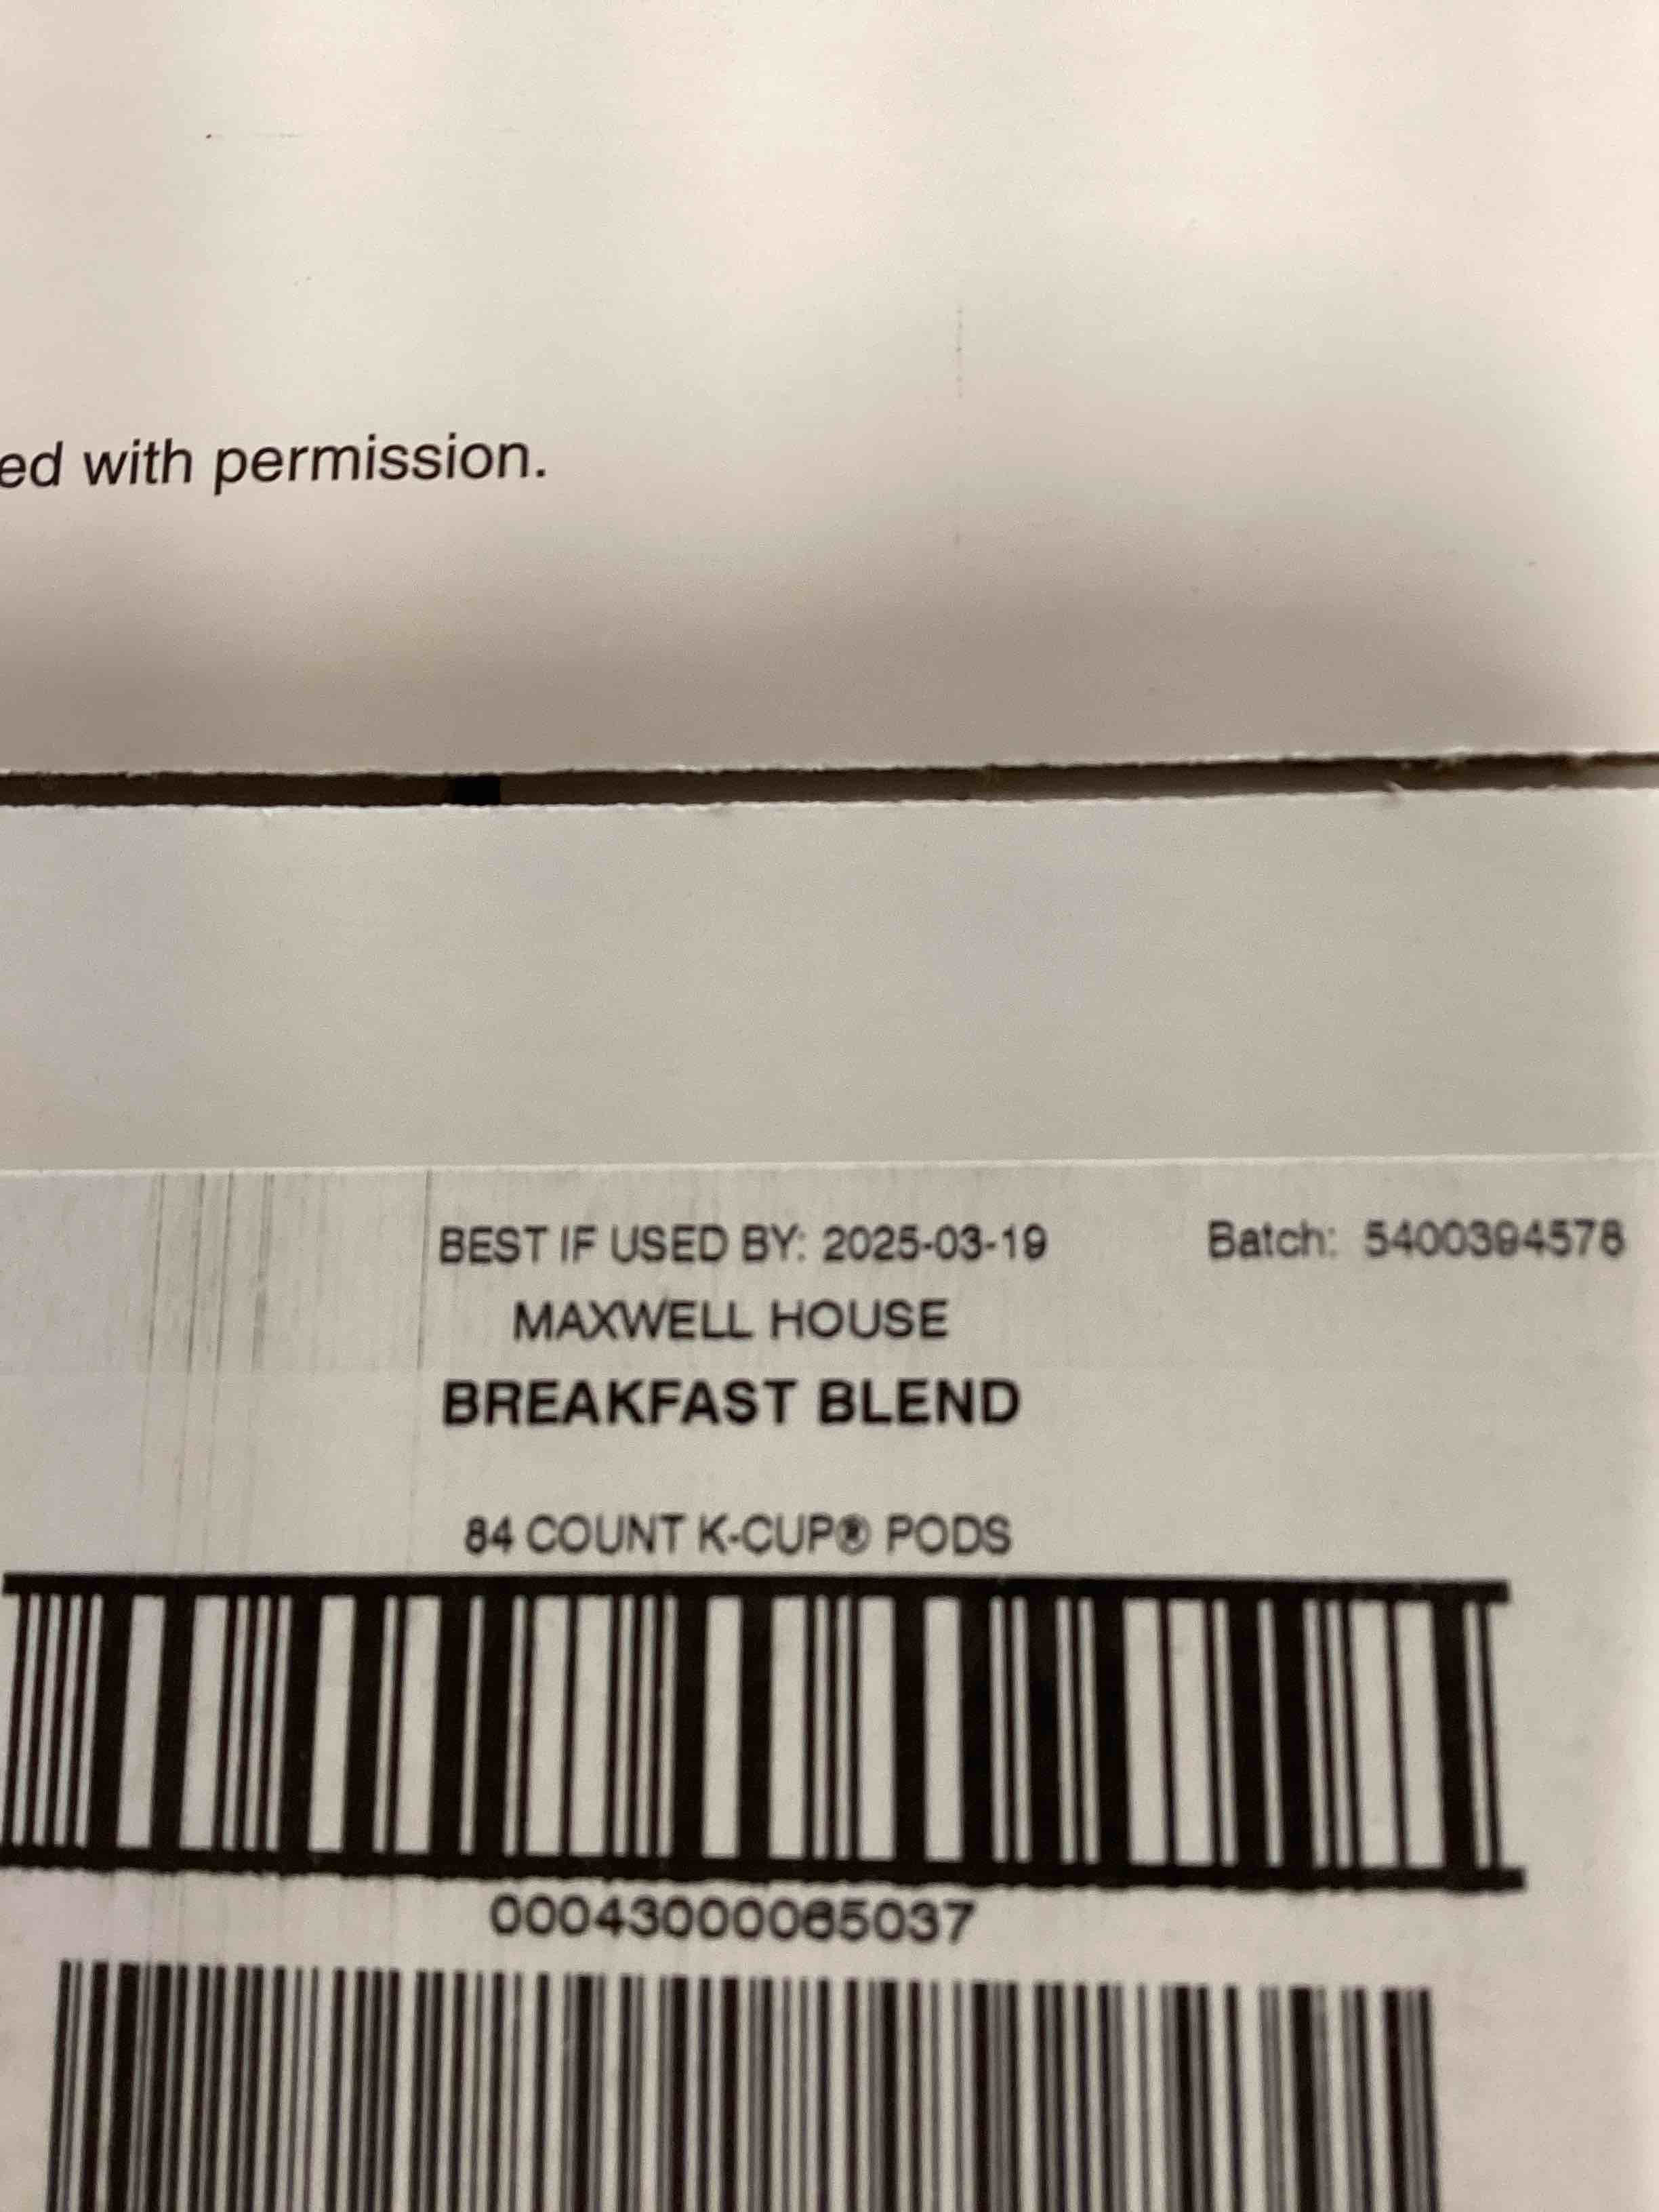 ed with permission.
BEST IF USED BY: 2025-03-19 Batch: 5400394578
MAXWELL HOUSE
BREAKFAST BLEND
84 COUNT K-CUP® PODS
00043000065037